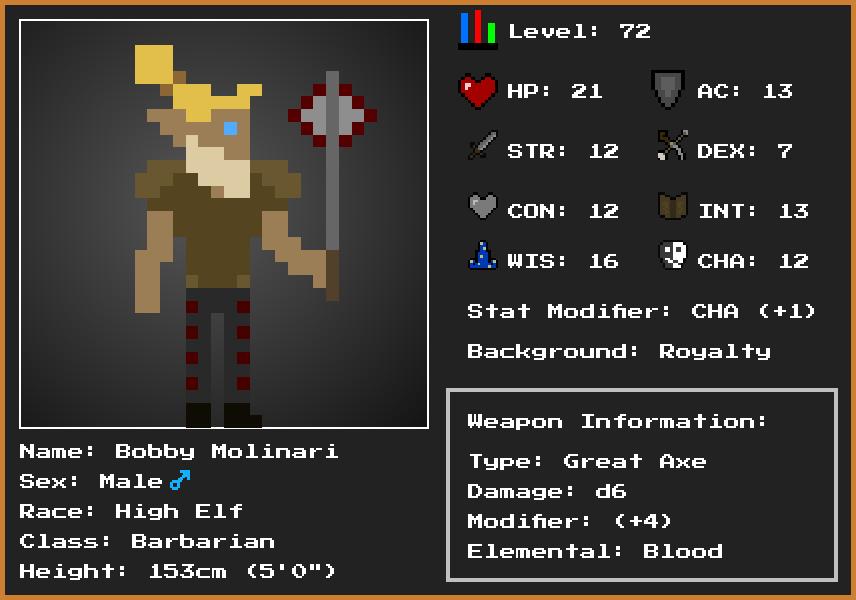 Level: 72
HP: 21
AC: 13
STR: 12
DEX: 7
CON: 12
INT: 13
WIS: 16
CHA: 12
Stat Modifier: CHA (+1)
Background: Royalty
Weapon Information:
Type: Great Axe
Damage: d6
Modifier: (+4)
Elemental: Blood
Name: Bobby Molinari
Sex: Male♂
Race: High Elf
Class: Barbarian
Height: 153cm (5'0")